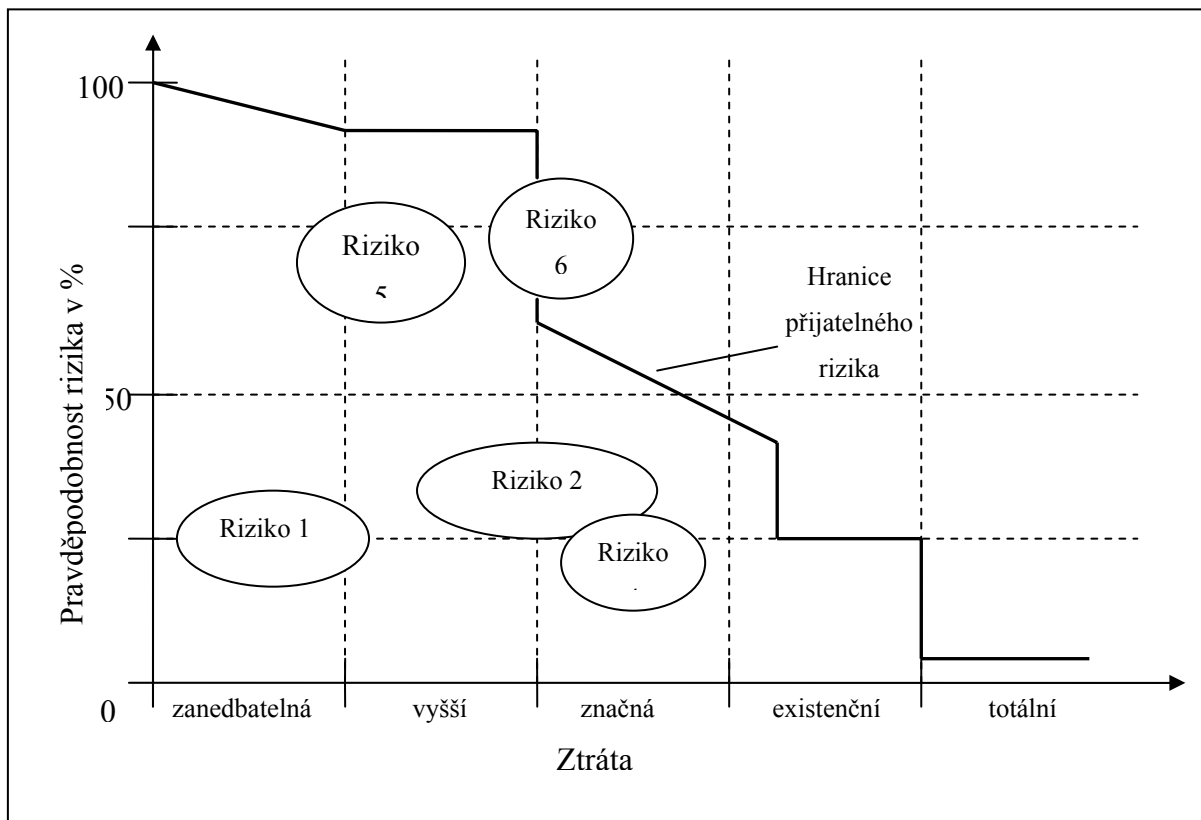 100
Riziko
5
Riziko
6
Hranice
přijatelného
rizika
50
Riziko 2
Riziko 1
Riziko
0
zanedbatelná
vyšší
značná
existenční
totální
Ztráta
Pravděpodobnost rizika v %